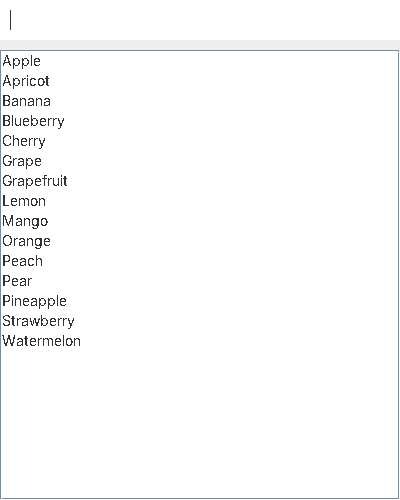 Apple
Apricot
Banana
Blueberry
Cherry
Grape
Grapefruit
Lemon
Mango
Orange
Peach
Pear
Pineapple
Strawberry
Watermelon